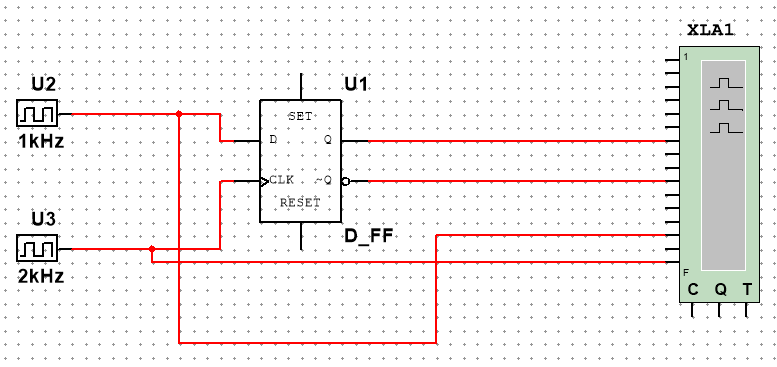 XLA1
U2
1kHz
U3
2kHz
U1
SET
D Q
CLK ~Q
RESET
D_FF
1
F
C Q T